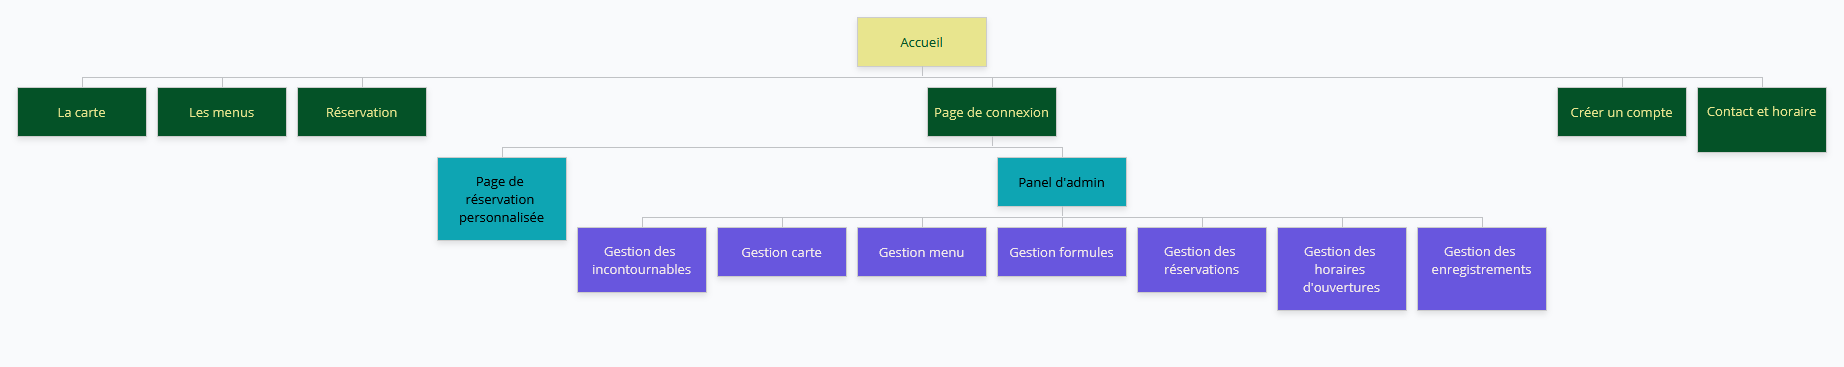 Accueil
La carte
Les menus
Réservation
Page de connexion
Créer un compte
Contact et horaire
Page de
réservation
personnalisée
Panel d'admin
Gestion des
incontournables
Gestion carte
Gestion menu
Gestion formules
Gestion des
réservations
Gestion des
horaires
d'ouvertures
Gestion des
enregistrements